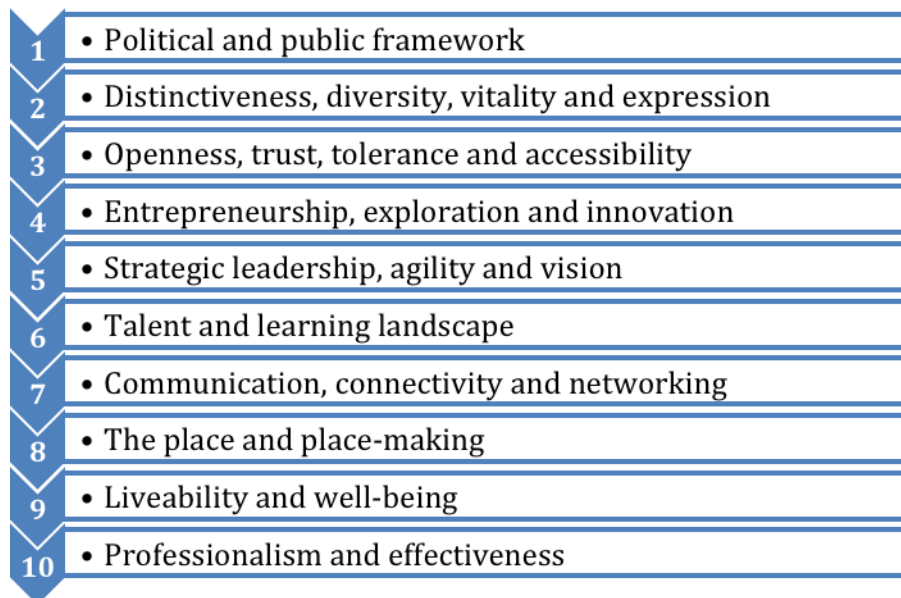 1 • Political and public framework
2 • Distinctiveness, diversity, vitality and expression
3 • Openness, trust, tolerance and accessibility
4 • Entrepreneurship, exploration and innovation
5 • Strategic leadership, agility and vision
6 • Talent and learning landscape
7 • Communication, connectivity and networking
8 • The place and place-making
9 • Liveability and well-being
10 • Professionalism and effectiveness